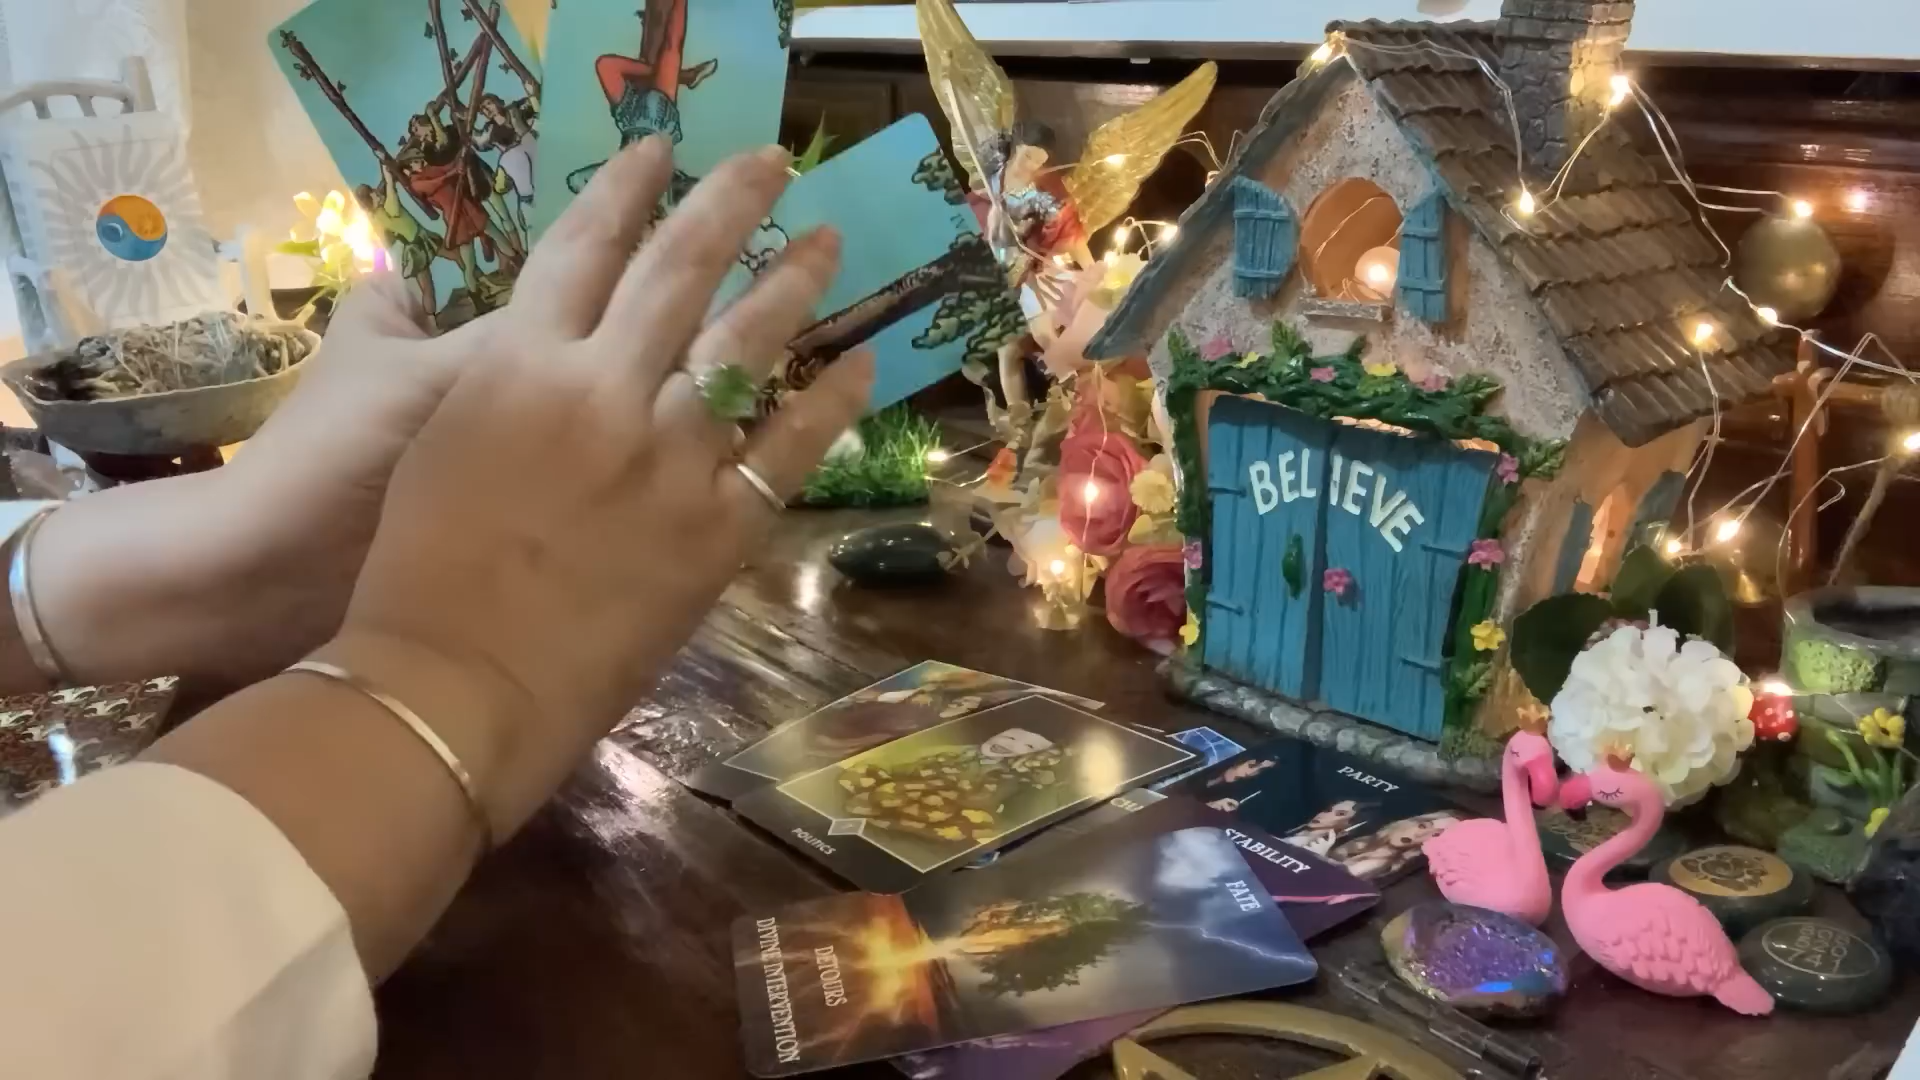 BELIEVE
PARTY
STABILITY
FATE
POLITICS
DETOURS
DIVINE INTERVENTION